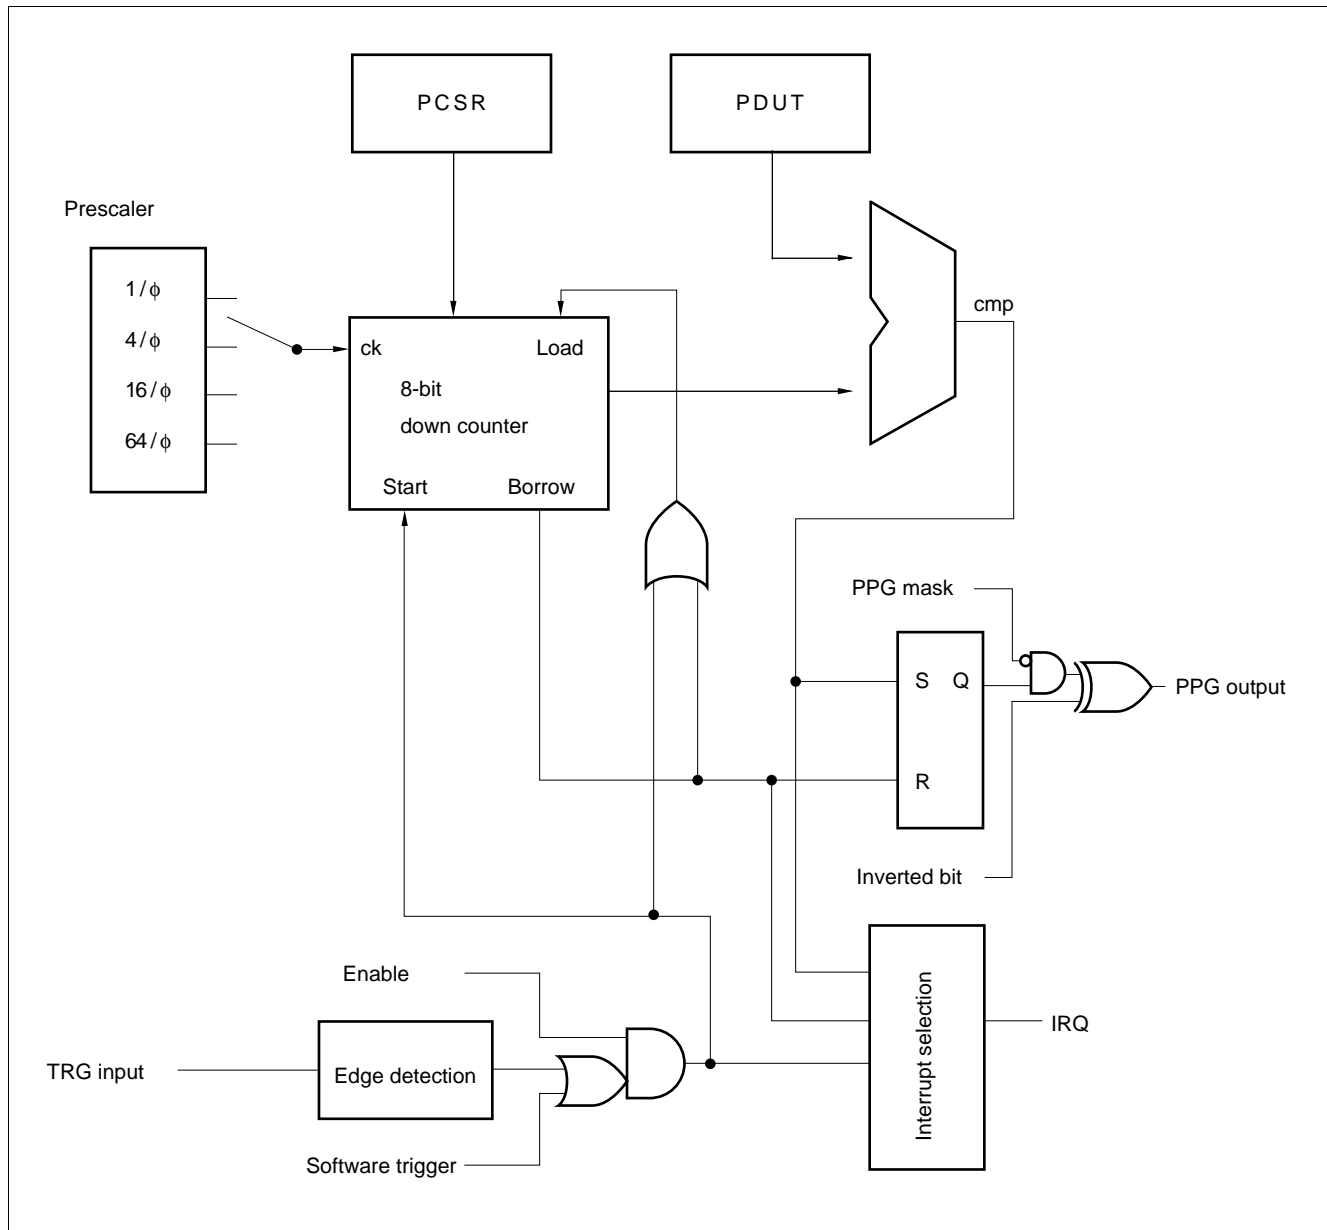 PCSR
PDUT
Prescaler
1/ϕ
4/ϕ
16/ϕ
64/ϕ
ck
Load
8-bit
down counter
Start
Borrow
cmp
PPG mask
S
Q
R
PPG output
Inverted bit
Enable
TRG input
Edge detection
Software trigger
Interrupt selection
IRQ